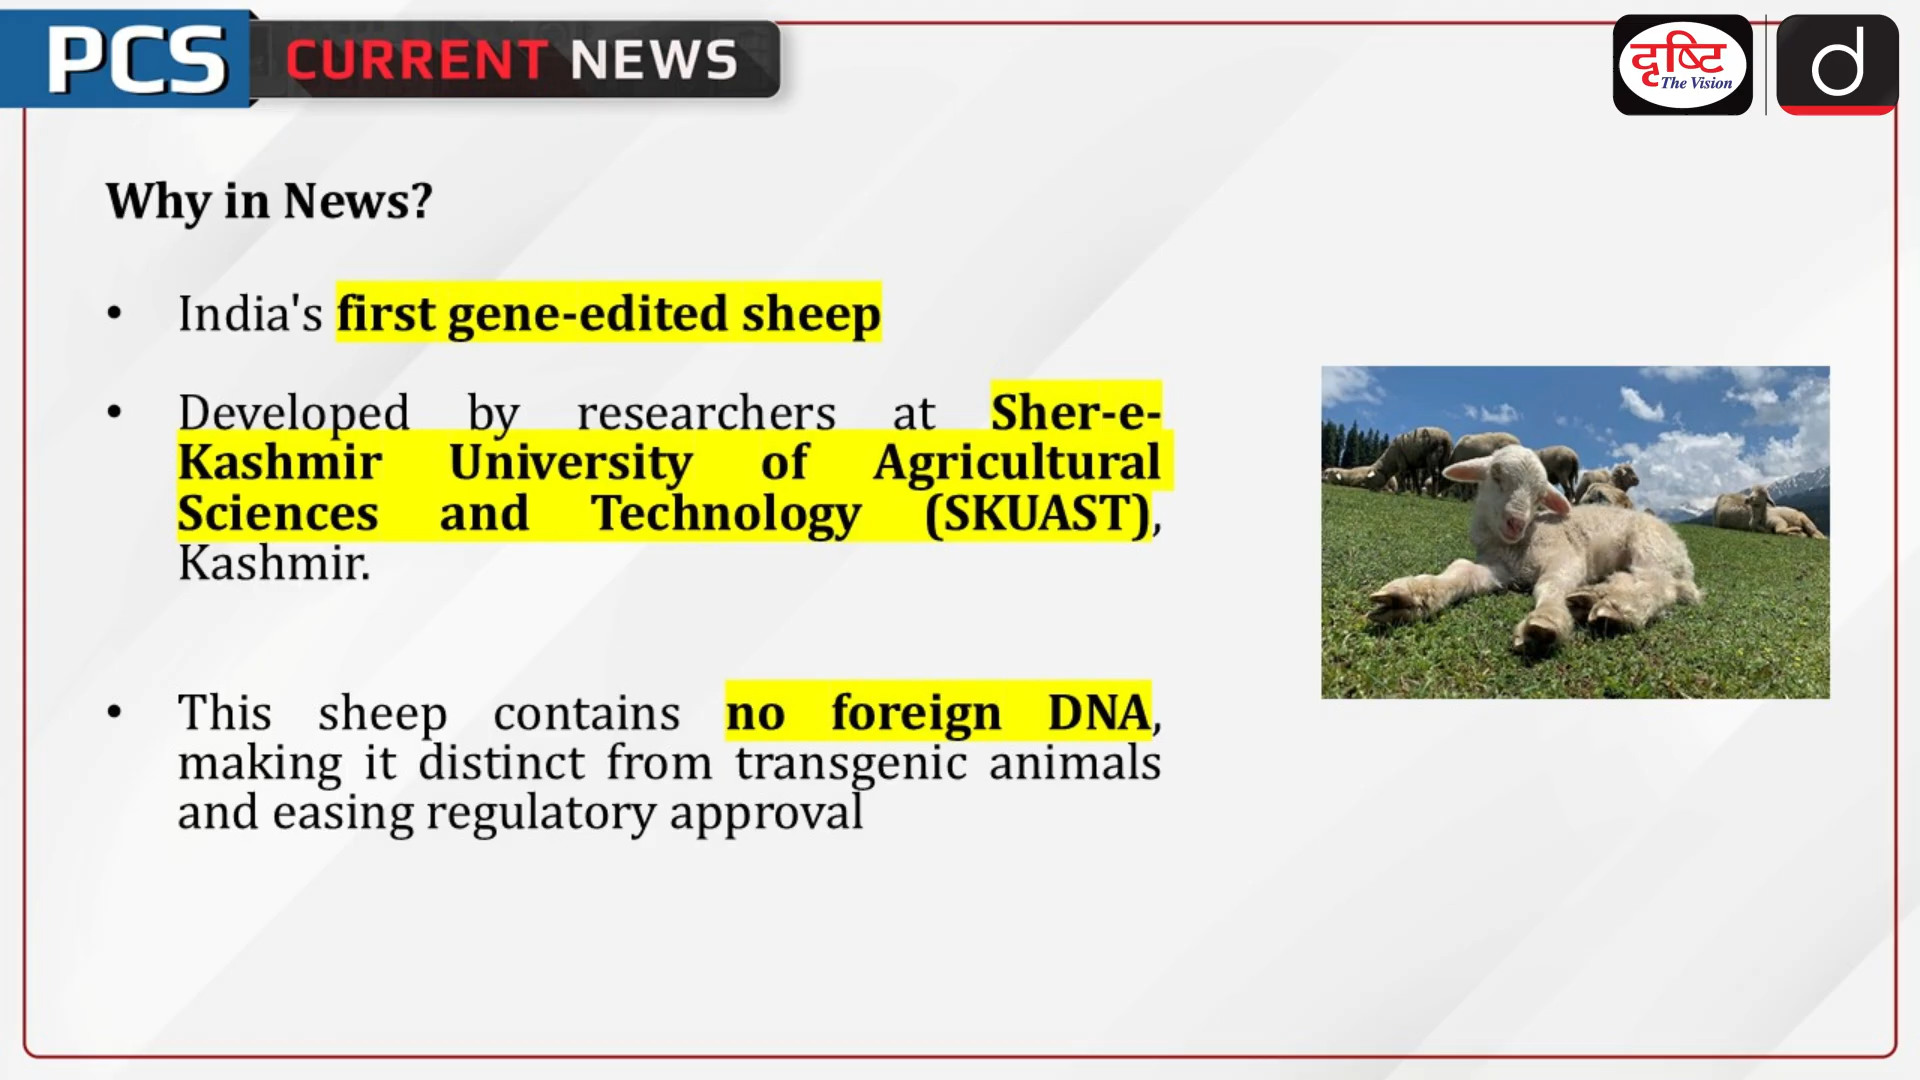 PCS CURRENT NEWS
दृष्टि
The Vision
d
Why in News?
• India's first gene-edited sheep
• Developed by researchers at Sher-e-
Kashmir University of Agricultural
Sciences and Technology (SKUAST),
Kashmir.
• This sheep contains no foreign DNA,
making it distinct from transgenic animals
and easing regulatory approval